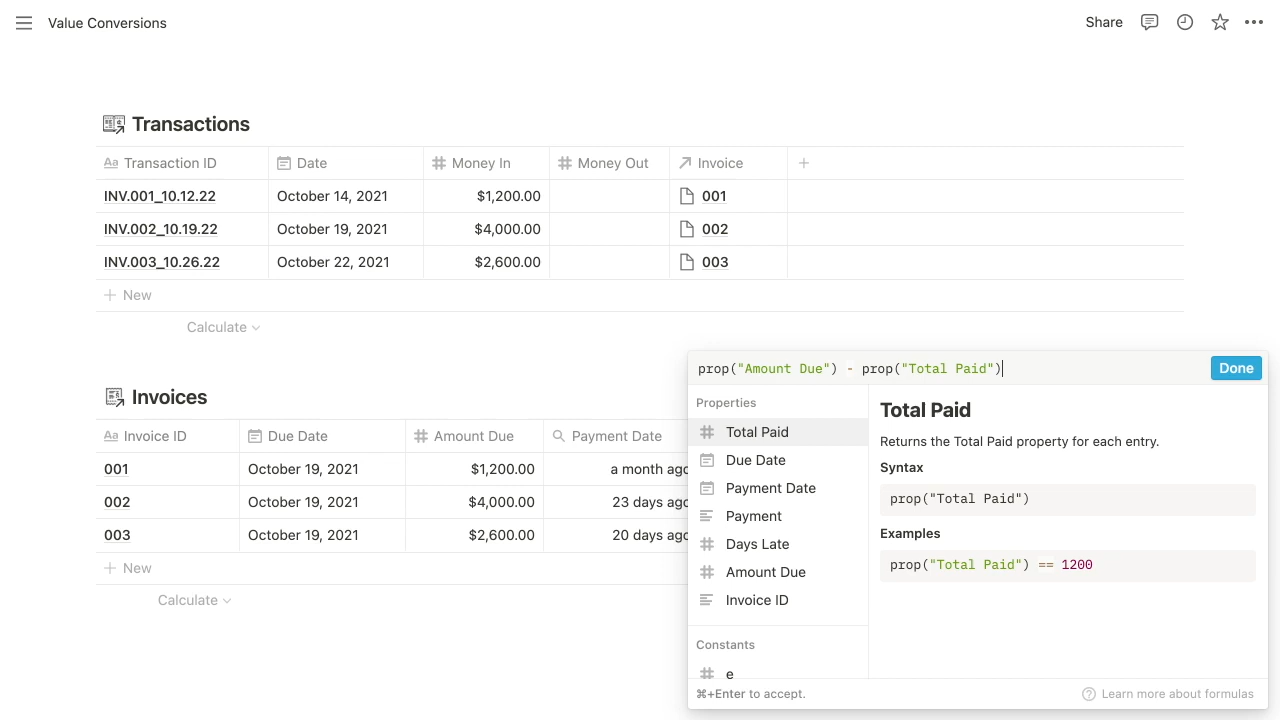 Value Conversions
Share
Transactions
Aa Transaction ID Date Money In Money Out Invoice
INV.001_10.12.22 October 14, 2021 $1,200.00 001
INV.002_10.19.22 October 19, 2021 $4,000.00 002
INV.003_10.26.22 October 22, 2021 $2,600.00 003
+ New
Calculate
Invoices
Aa Invoice ID Due Date Amount Due Payment Date
001 October 19, 2021 $1,200.00 a month ago
002 October 19, 2021 $4,000.00 23 days ago
003 October 19, 2021 $2,600.00 20 days ago
+ New
Calculate
prop("Amount Due") - prop("Total Paid")
Done
Properties
Total Paid
Due Date
Payment Date
Payment
Days Late
Amount Due
Invoice ID
Constants
e
Total Paid
Returns the Total Paid property for each entry.
Syntax
prop("Total Paid")
Examples
prop("Total Paid") == 1200
⌘+Enter to accept.
Learn more about formulas